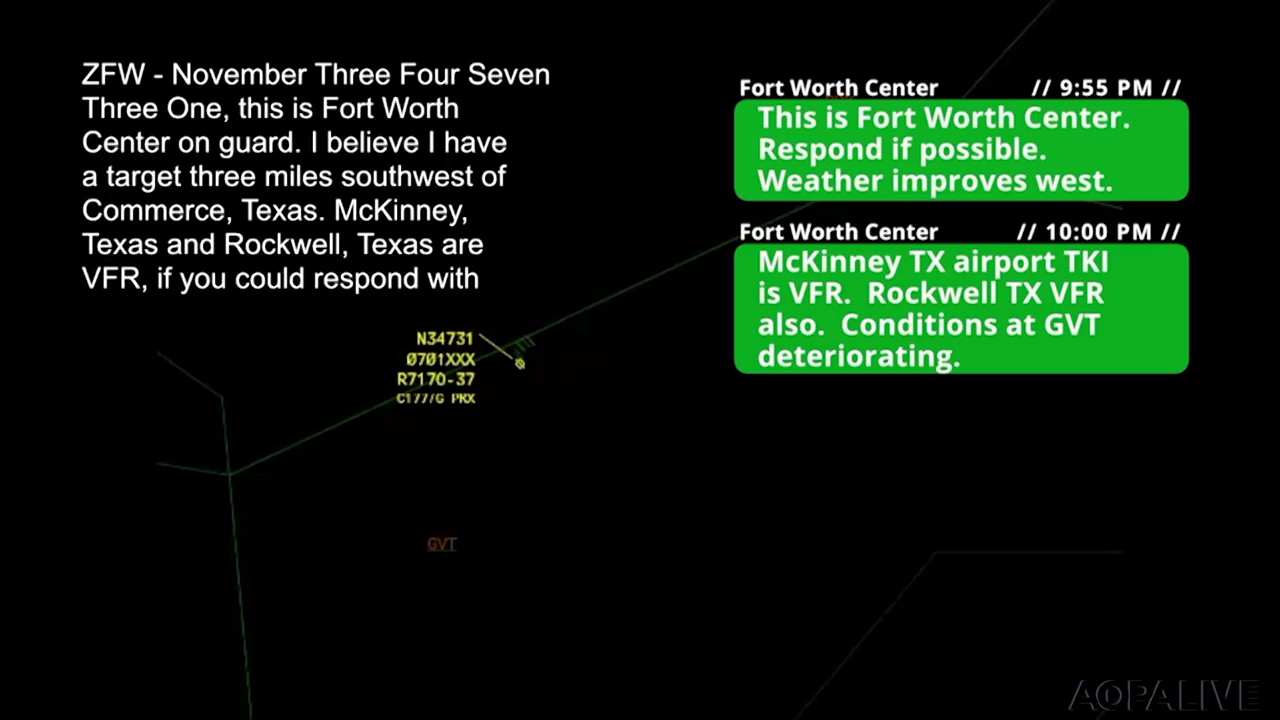 ZFW - November Three Four Seven
Three One, this is Fort Worth
Center on guard. I believe I have
a target three miles southwest of
Commerce, Texas. McKinney,
Texas and Rockwell, Texas are
VFR, if you could respond with
Fort Worth Center // 9:55 PM //
This is Fort Worth Center.
Respond if possible.
Weather improves west.
Fort Worth Center // 10:00 PM //
McKinney TX airport TKI
is VFR. Rockwell TX VFR
also. Conditions at GVT
deteriorating.
N34731
0701XXX
R7170-37
C177/G PRX
GVT
AOPALIVE